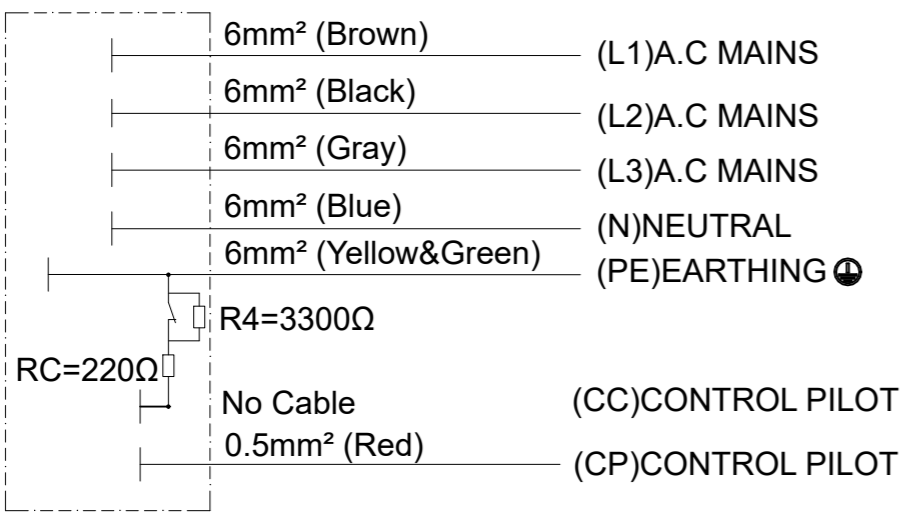 6mm² (Brown) (L1)A.C MAINS
6mm² (Black) (L2)A.C MAINS
6mm² (Gray) (L3)A.C MAINS
6mm² (Blue) (N)NEUTRAL
6mm² (Yellow&Green) (PE)EARTHING
R4=3300Ω
RC=220Ω
No Cable (CC)CONTROL PILOT
0.5mm² (Red) (CP)CONTROL PILOT